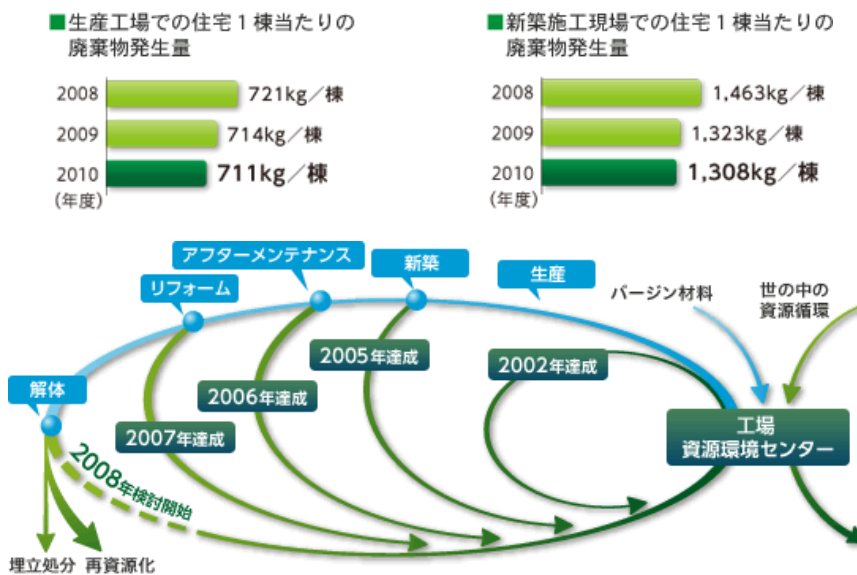 ■生産工場での住宅1棟当たりの
廃棄物発生量
2008 721kg／棟
2009 714kg／棟
2010 711kg／棟
(年度)
■新築施工現場での住宅1棟当たりの
廃棄物発生量
2008 1,463kg／棟
2009 1,323kg／棟
2010 1,308kg／棟
(年度)
アフターメンテナンス
新築
生産
リフォーム
バージン材料
世の中の
資源循環
解体
2005年達成
2002年達成
2006年達成
2007年達成
工場
資源環境センター
2008年検討開始
埋立処分 再資源化